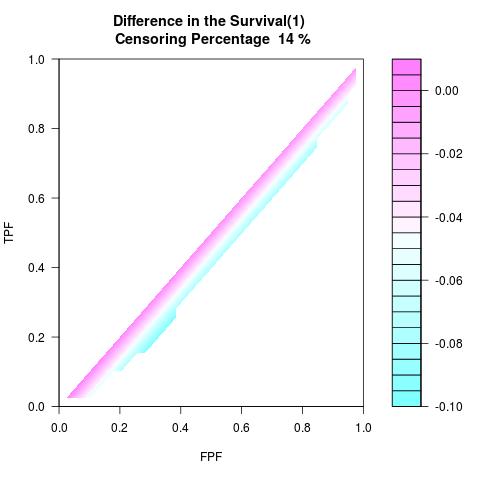 Difference in the Survival(1)
Censoring Percentage 14 %
1.0
0.8
0.6
0.4
0.2
0.0
TPF
0.0 0.2 0.4 0.6 0.8 1.0
FPF
0.00
-0.02
-0.04
-0.06
-0.08
-0.10